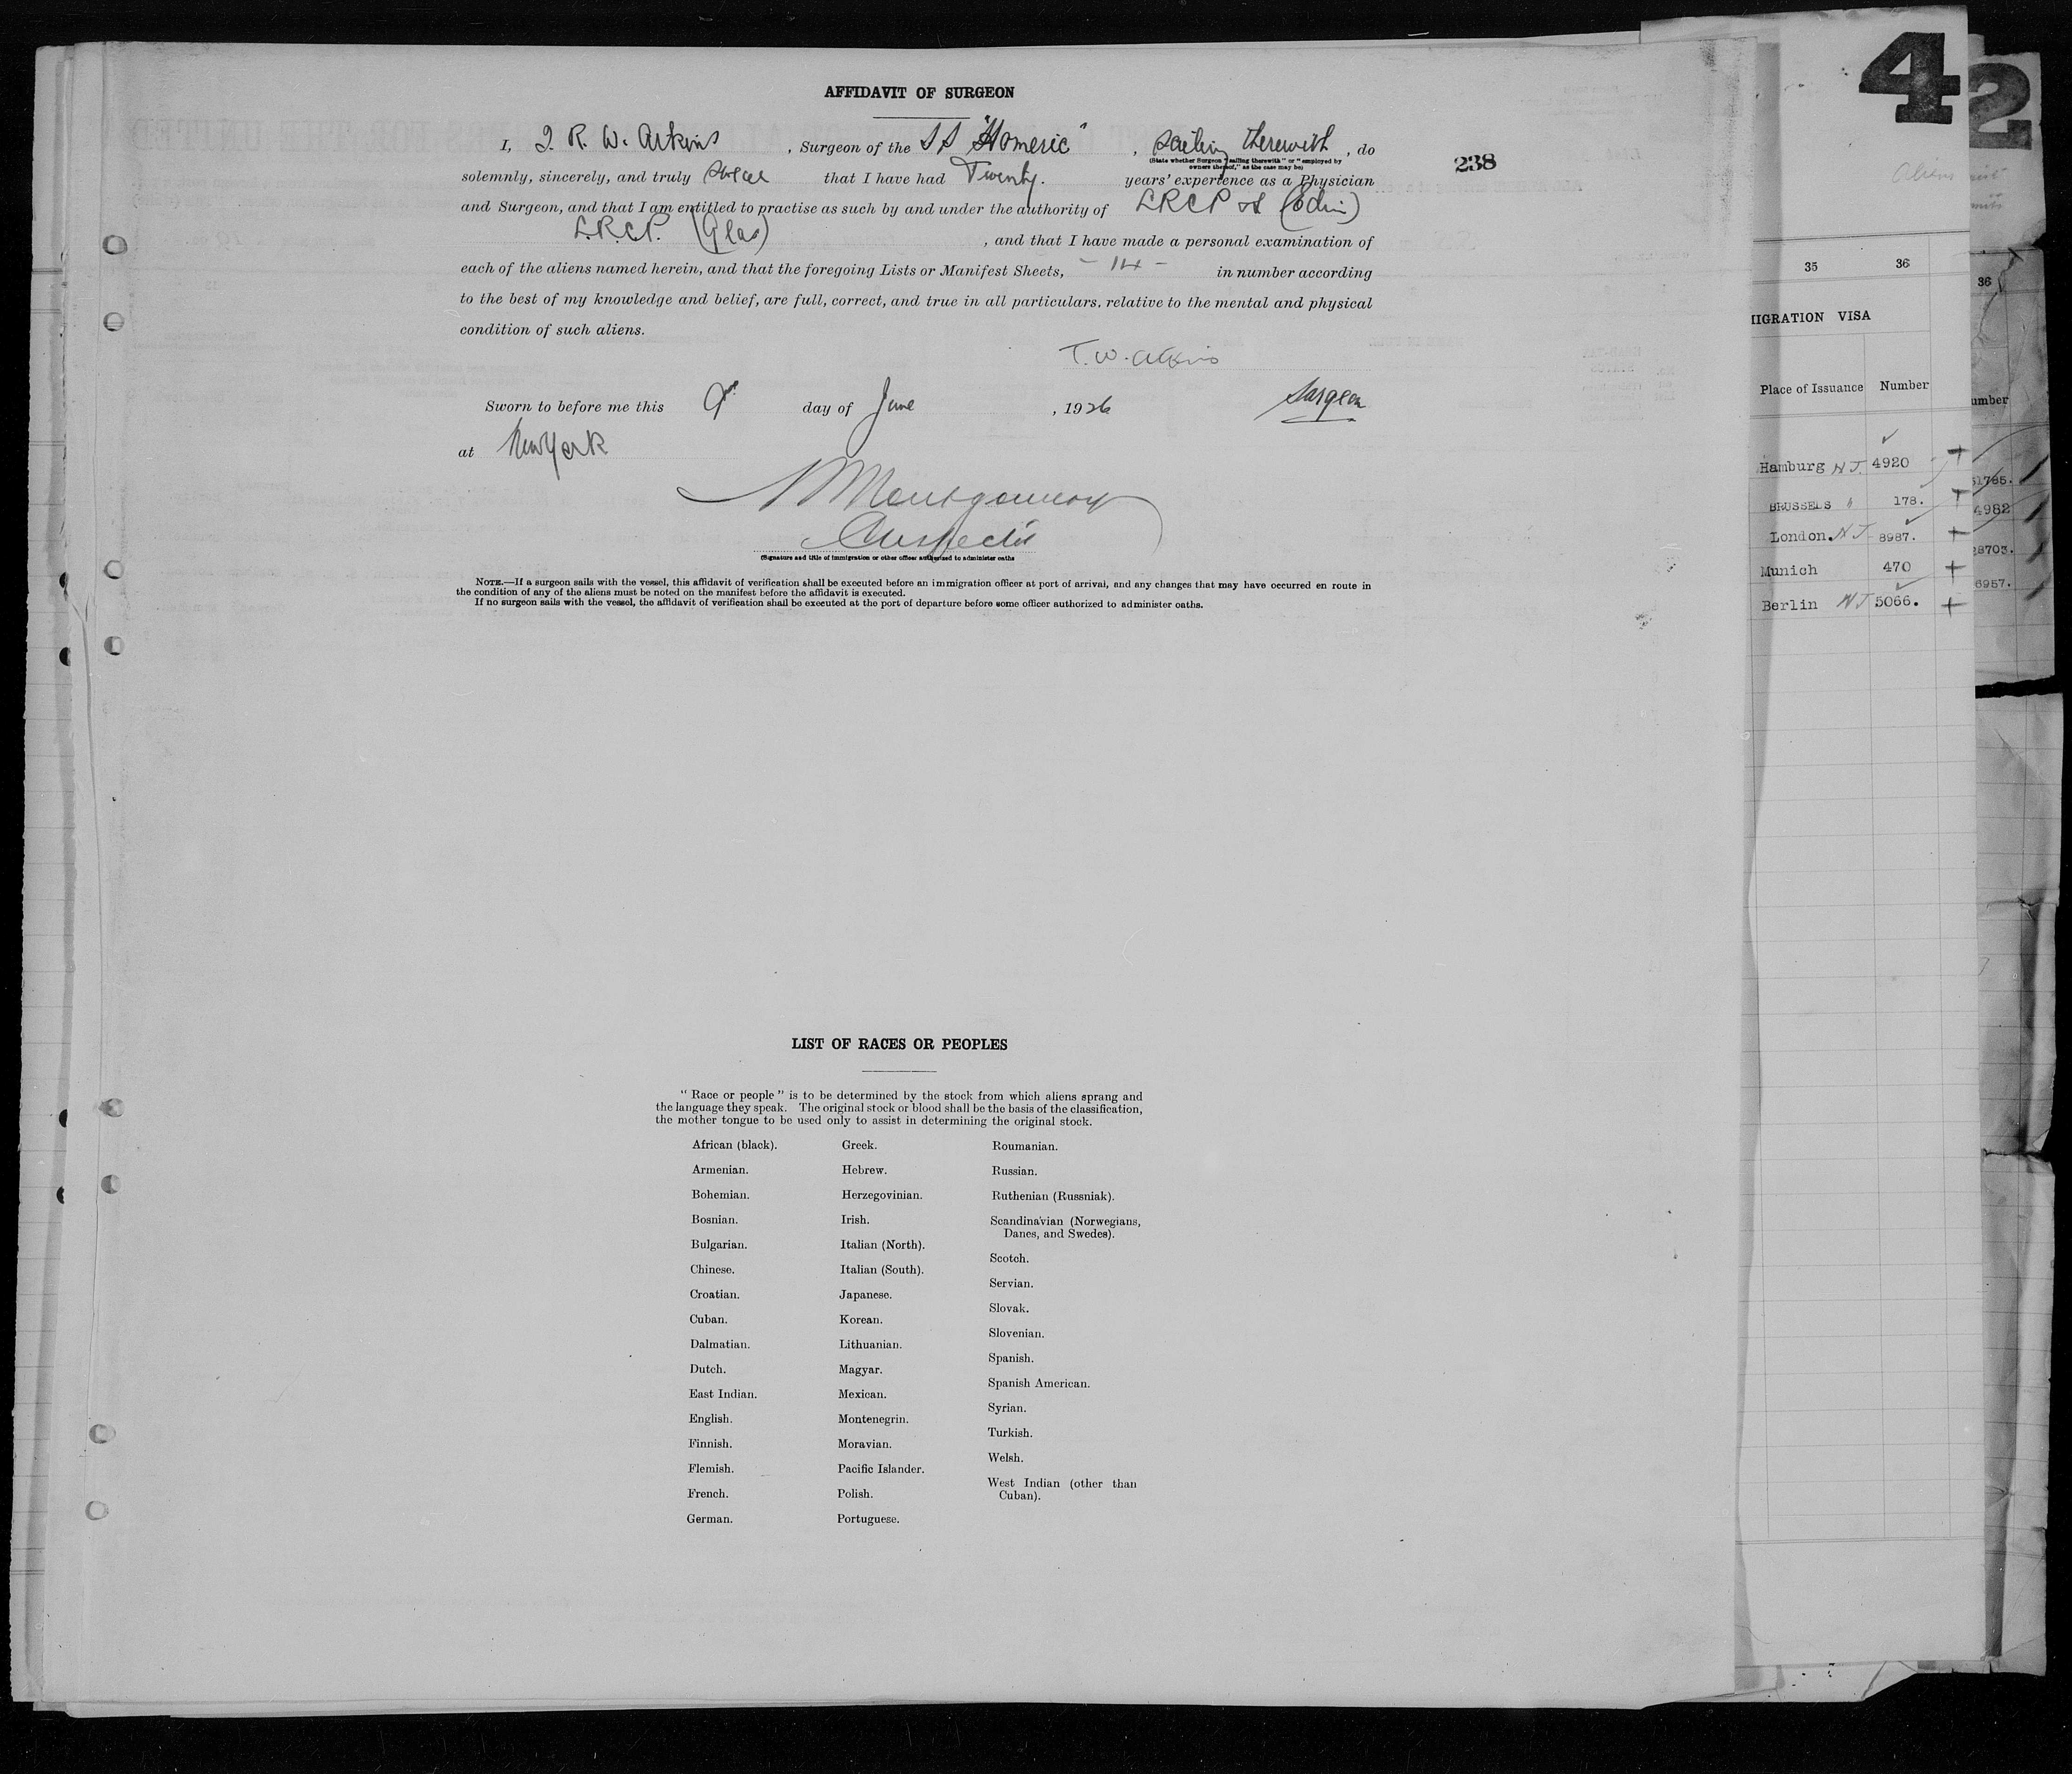 AFFIDAVIT OF SURGEON
I, J. R. W. Atkins, Surgeon of the SS "Homeric", sailing therewith, do
(State whether Surgeon "sailing therewith" or "employed by
owners thereof," as the case may be)
238
solemnly, sincerely, and truly swear that I have had Twenty. years' experience as a Physician
and Surgeon, and that I am entitled to practise as such by and under the authority of LRCP &S (Edin)
L.R.C.P. (Glas), and that I have made a personal examination of
each of the aliens named herein, and that the foregoing Lists or Manifest Sheets, - 14 - in number according
to the best of my knowledge and belief, are full, correct, and true in all particulars, relative to the mental and physical
condition of such aliens.
T. W. Atkins
Sworn to before me this 9th day of June, 1926 Surgeon
at New York
Montgomery
Inspector
(Signature and title of immigration or other officer authorized to administer oaths
NOTE.—If a surgeon sails with the vessel, this affidavit of verification shall be executed before an immigration officer at port of arrival, and any changes that may have occurred en route in
the condition of any of the aliens must be noted on the manifest before the affidavit is executed.
If no surgeon sails with the vessel, the affidavit of verification shall be executed at the port of departure before some officer authorized to administer oaths.
LIST OF RACES OR PEOPLES
"Race or people" is to be determined by the stock from which aliens sprang and
the language they speak. The original stock or blood shall be the basis of the classification,
the mother tongue to be used only to assist in determining the original stock.
African (black).
Armenian.
Bohemian.
Bosnian.
Bulgarian.
Chinese.
Croatian.
Cuban.
Dalmatian.
Dutch.
East Indian.
English.
Finnish.
Flemish.
French.
German.
Greek.
Hebrew.
Herzegovinian.
Irish.
Italian (North).
Italian (South).
Japanese.
Korean.
Lithuanian.
Magyar.
Mexican.
Montenegrin.
Moravian.
Pacific Islander.
Polish.
Portuguese.
Roumanian.
Russian.
Ruthenian (Russniak).
Scandinavian (Norwegians,
Danes, and Swedes).
Scotch.
Servian.
Slovak.
Slovenian.
Spanish.
Spanish American.
Syrian.
Turkish.
Welsh.
West Indian (other than
Cuban).
4
35 36
IIGRATION VISA
Place of Issuance Number
Hamburg NJ. 4920
BRUSSELS " 178.
London. NJ 8987.
Munich 470
Berlin NJ 5066.
2
Aliens
36
umber
51785.
4982
28703.
6957.